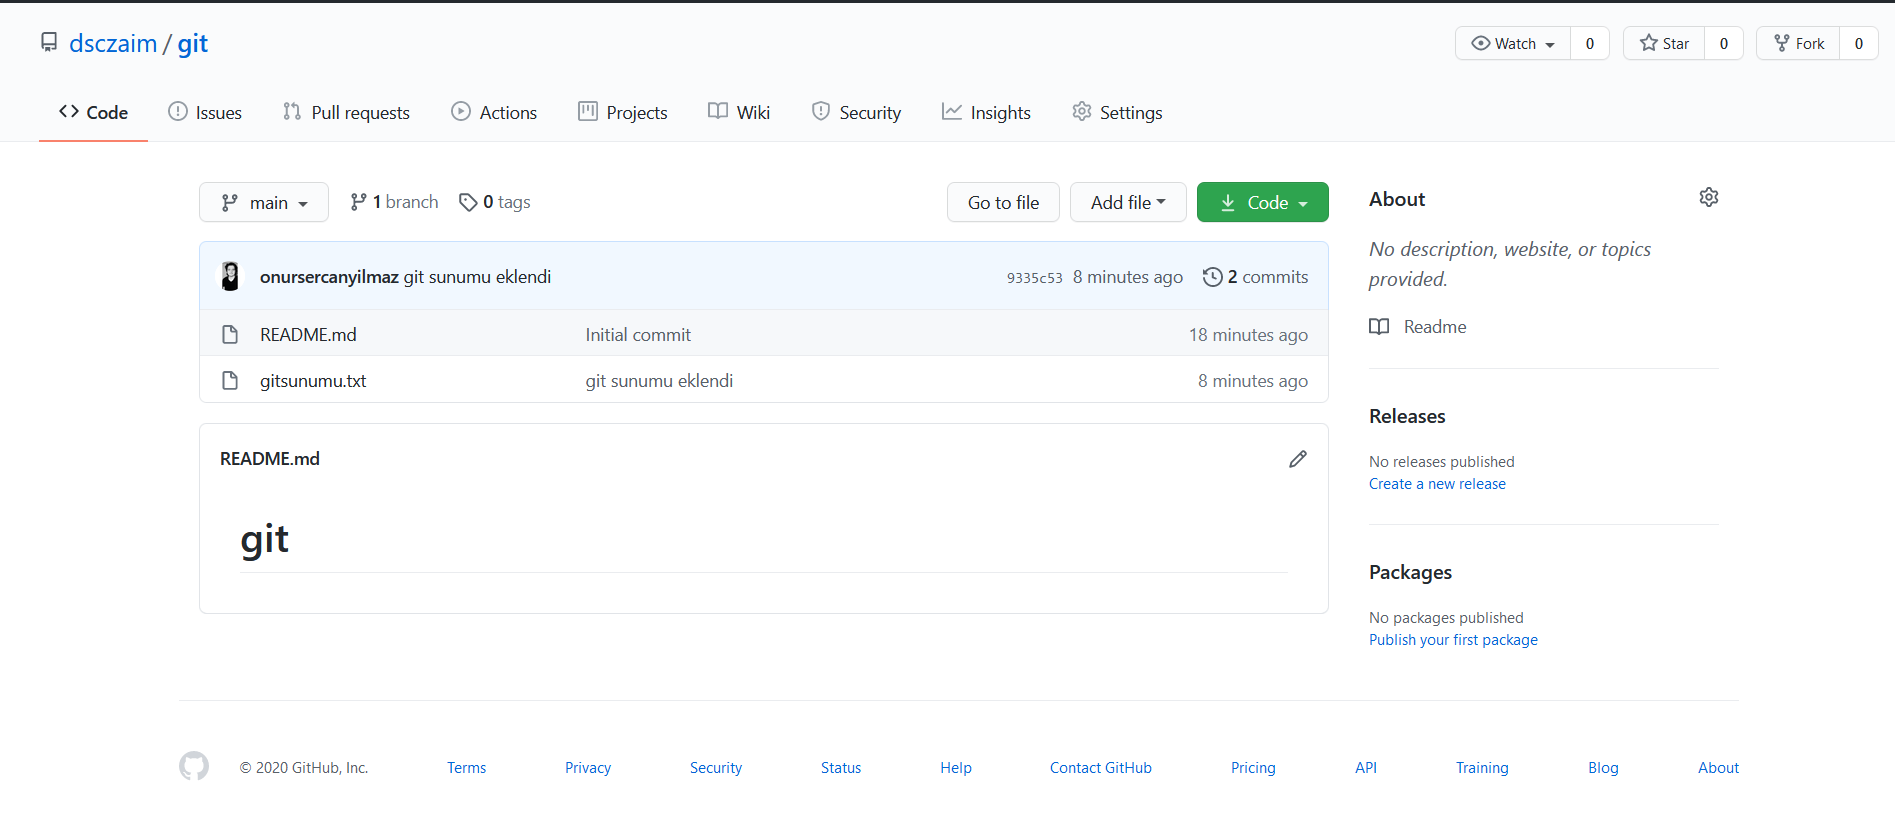 dsczaim / git
Watch 0 Star 0 Fork 0
Code Issues Pull requests Actions Projects Wiki Security Insights Settings
main 1 branch 0 tags Go to file Add file Code
onursercanyilmaz git sunumu eklendi 9335c53 8 minutes ago 2 commits
README.md Initial commit 18 minutes ago
gitsunumu.txt git sunumu eklendi 8 minutes ago
README.md
git
About
No description, website, or topics
provided.
Readme
Releases
No releases published
Create a new release
Packages
No packages published
Publish your first package
© 2020 GitHub, Inc. Terms Privacy Security Status Help Contact GitHub Pricing API Training Blog About